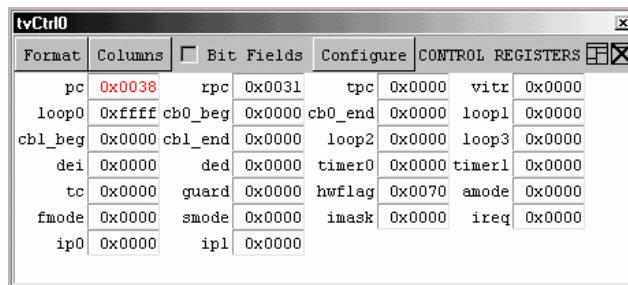 tvCtrl0
Format Columns Bit Fields Configure CONTROL REGISTERS
pc 0x0038 rpc 0x0031 tpc 0x0000 vitr 0x0000
loop0 0xffff cb0_beg 0x0000 cb0_end 0x0000 loop1 0x0000
cb1_beg 0x0000 cb1_end 0x0000 loop2 0x0000 loop3 0x0000
dei 0x0000 ded 0x0000 timer0 0x0000 timer1 0x0000
tc 0x0000 guard 0x0000 hwflag 0x0070 amode 0x0000
fmode 0x0000 smode 0x0000 imask 0x0000 ireq 0x0000
ip0 0x0000 ip1 0x0000